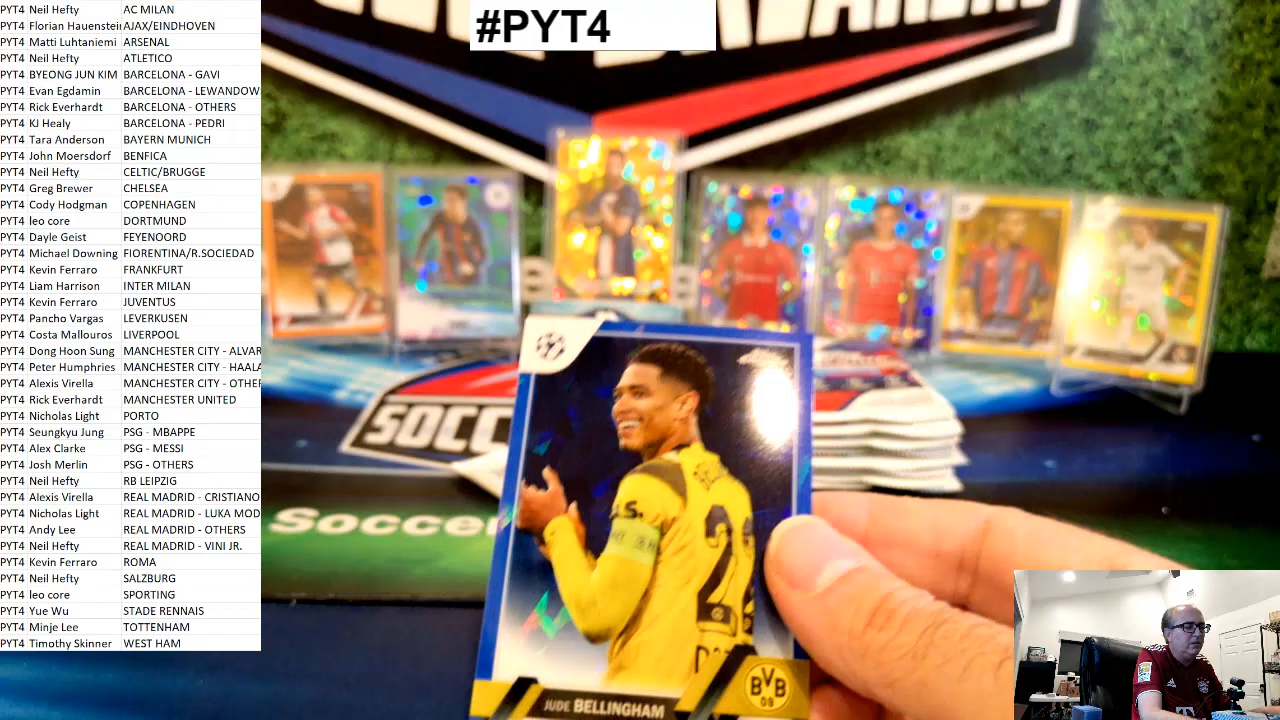 #PYT4
PYT4 Neil Hefty AC MILAN
PYT4 Florian Hauenstein AJAX/EINDHOVEN
PYT4 Matti Luhtaniemi ARSENAL
PYT4 Neil Hefty ATLETICO
PYT4 BYEONG JUN KIM BARCELONA - GAVI
PYT4 Evan Egdamin BARCELONA - LEWANDOW
PYT4 Rick Everhardt BARCELONA - OTHERS
PYT4 KJ Healy BARCELONA - PEDRI
PYT4 Tara Anderson BAYERN MUNICH
PYT4 John Moersdorf BENFICA
PYT4 Neil Hefty CELTIC/BRUGGE
PYT4 Greg Brewer CHELSEA
PYT4 Cody Hodgman COPENHAGEN
PYT4 leo core DORTMUND
PYT4 Dayle Geist FEYENOORD
PYT4 Michael Downing FIORENTINA/R.SOCIEDAD
PYT4 Kevin Ferraro FRANKFURT
PYT4 Liam Harrison INTER MILAN
PYT4 Kevin Ferraro JUVENTUS
PYT4 Pancho Vargas LEVERKUSEN
PYT4 Costa Mallouros LIVERPOOL
PYT4 Dong Hoon Sung MANCHESTER CITY - ALVAR
PYT4 Peter Humphries MANCHESTER CITY - HAALA
PYT4 Alexis Virella MANCHESTER CITY - OTHE
PYT4 Rick Everhardt MANCHESTER UNITED
PYT4 Nicholas Light PORTO
PYT4 Seungkyu Jung PSG - MBAPPE
PYT4 Alex Clarke PSG - MESSI
PYT4 Josh Merlin PSG - OTHERS
PYT4 Neil Hefty RB LEIPZIG
PYT4 Alexis Virella REAL MADRID - CRISTIANO
PYT4 Nicholas Light REAL MADRID - LUKA MOD
PYT4 Andy Lee REAL MADRID - OTHERS
PYT4 Neil Hefty REAL MADRID - VINI JR.
PYT4 Kevin Ferraro ROMA
PYT4 Neil Hefty SALZBURG
PYT4 leo core SPORTING
PYT4 Yue Wu STADE RENNAIS
PYT4 Minje Lee TOTTENHAM
PYT4 Timothy Skinner WEST HAM
SOCC
Soccer
JUDE BELLINGHAM
BVB
09